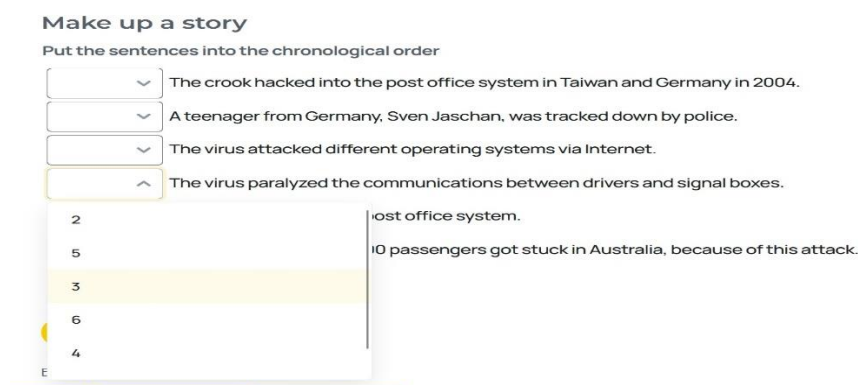 Make up a story
Put the sentences into the chronological order
The crook hacked into the post office system in Taiwan and Germany in 2004.
A teenager from Germany, Sven Jaschan, was tracked down by police.
The virus attacked different operating systems via Internet.
The virus paralyzed the communications between drivers and signal boxes.
2
ost office system.
5
0 passengers got stuck in Australia, because of this attack.
3
6
4
E